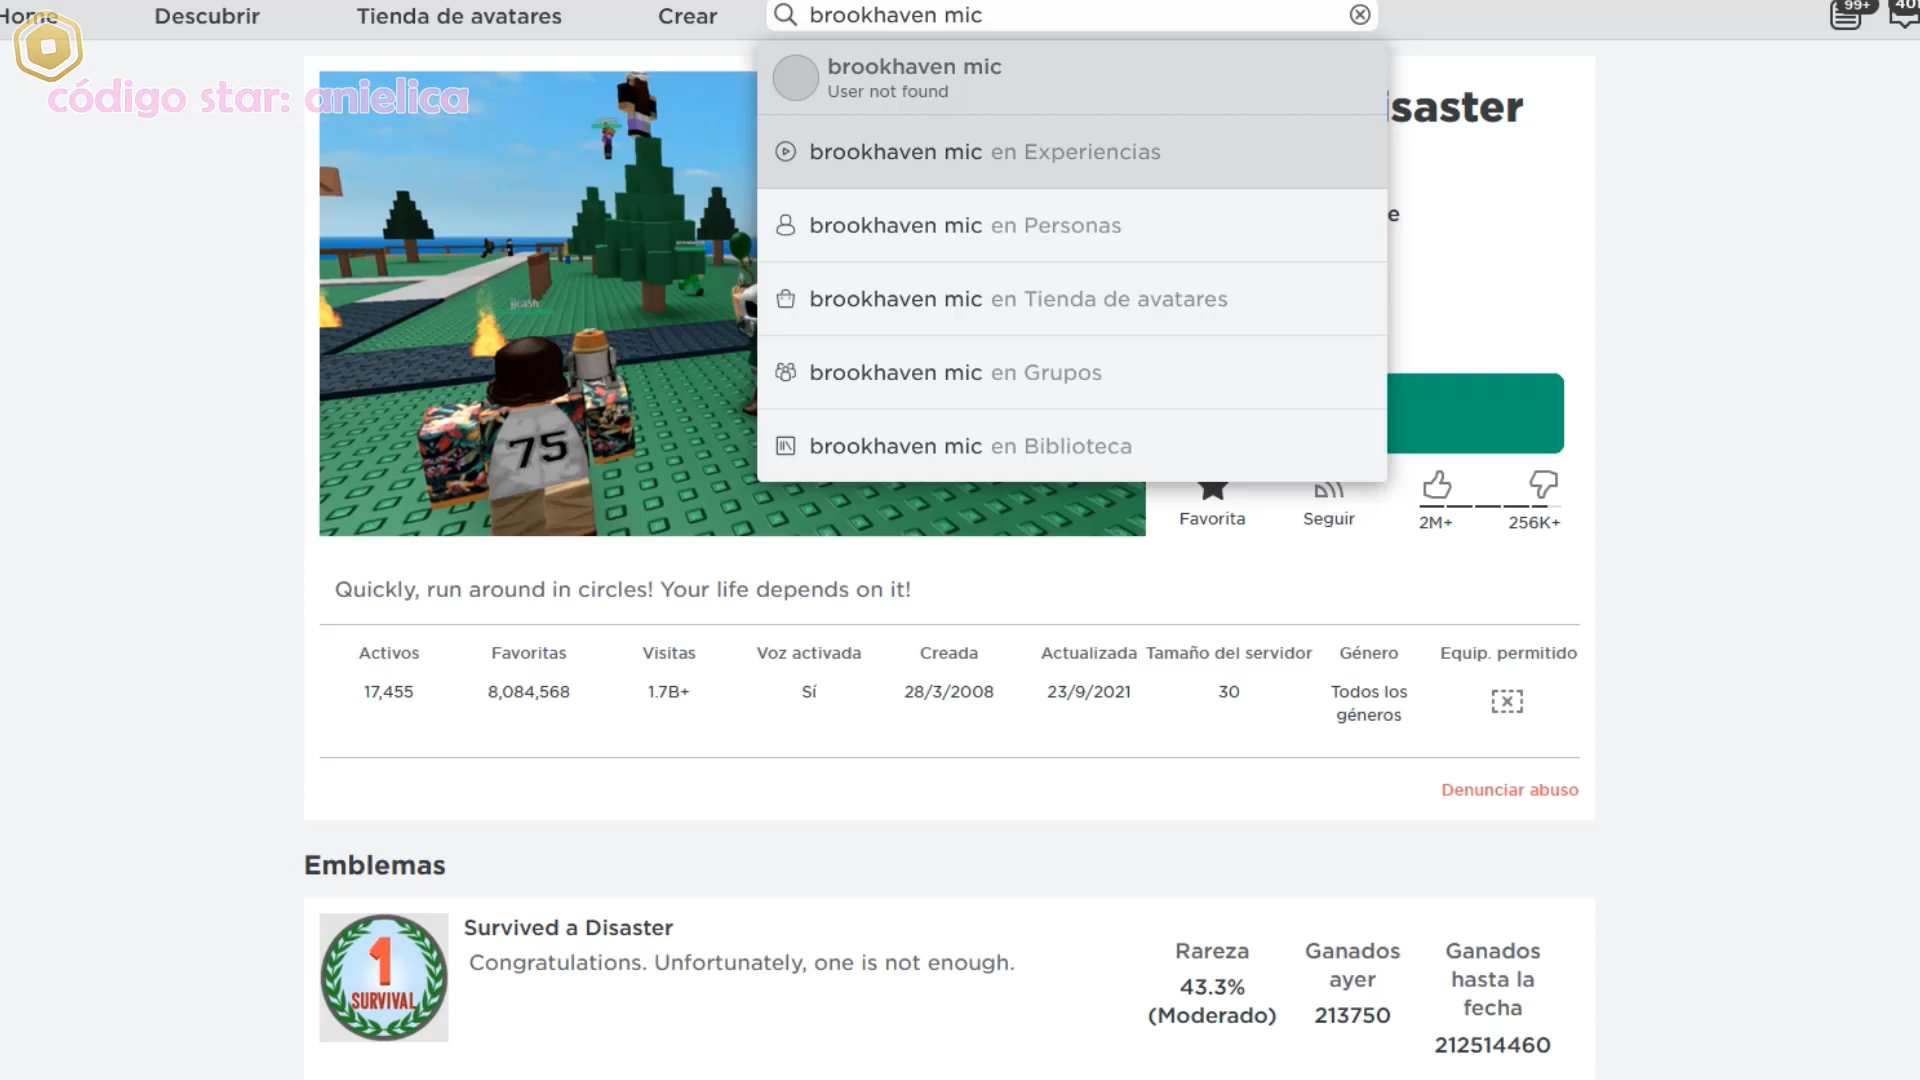 Home
Descubrir
Tienda de avatares
Crear
brookhaven mic
99+
401
código star: anielica
brookhaven mic
User not found
brookhaven mic en Experiencias
brookhaven mic en Personas
brookhaven mic en Tienda de avatares
brookhaven mic en Grupos
brookhaven mic en Biblioteca
isaster
e
jjca5h
75
Favorita
Seguir
2M+
256K+
Quickly, run around in circles! Your life depends on it!
Activos
Favoritas
Visitas
Voz activada
Creada
Actualizada
Tamaño del servidor
Género
Equip. permitido
17,455
8,084,568
1.7B+
Sí
28/3/2008
23/9/2021
30
Todos los
géneros
Denunciar abuso
Emblemas
1
SURVIVAL
Survived a Disaster
Congratulations. Unfortunately, one is not enough.
Rareza
43.3%
(Moderado)
Ganados
ayer
213750
Ganados
hasta la
fecha
212514460